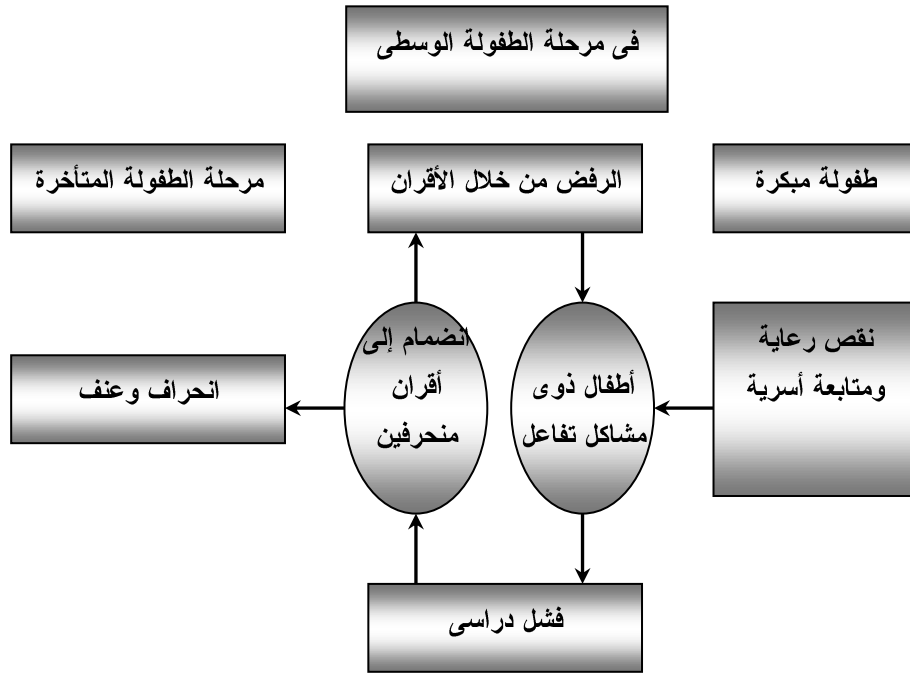 فى مرحلة الطفولة الوسطى
طفولة مبكرة
الرفض من خلال الأقران
مرحلة الطفولة المتأخرة
نقص رعاية
ومتابعة أسرية
أطفال ذوى
مشاكل تفاعل
انضمام إلى
أقران
منحرفين
انحراف وعنف
فشل دراسى